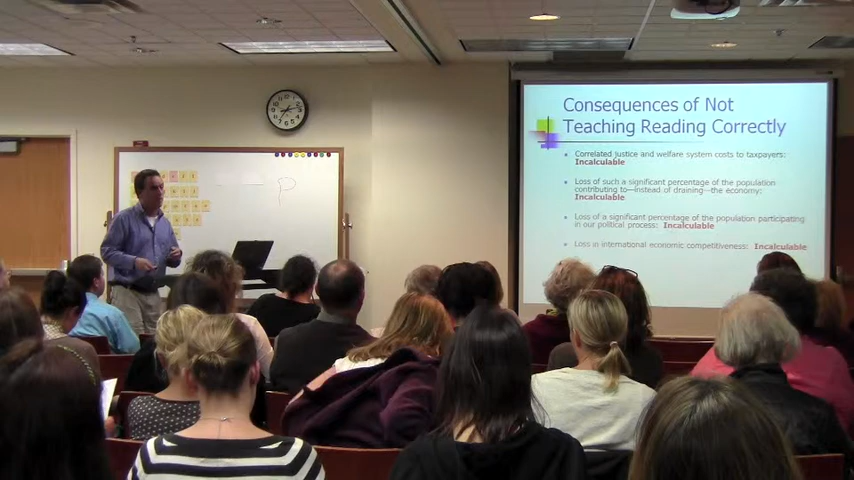 Consequences of Not
Teaching Reading Correctly
Correlated justice and welfare system costs to taxpayers:
Incalculable
Loss of such a significant percentage of the population
contributing to—instead of draining—the economy:
Incalculable
Loss of a significant percentage of the population participating
in our political process: Incalculable
Loss in international economic competitiveness: Incalculable
P